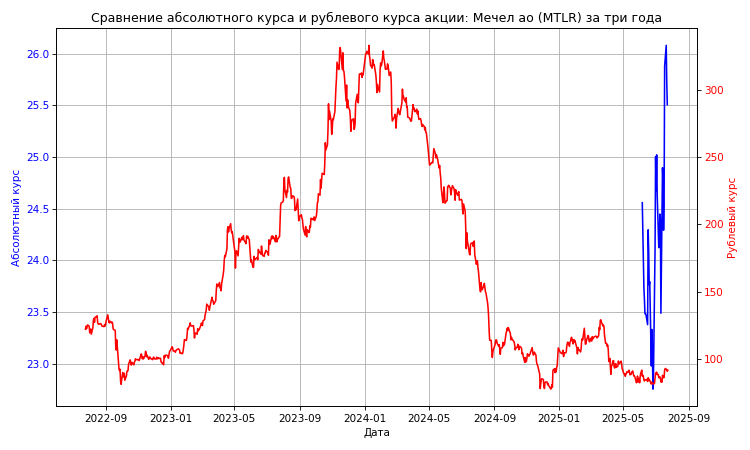 Сравнение абсолютного курса и рублевого курса акции: Мечел ао (MTLR) за три года
Абсолютный курс
26.0
25.5
25.0
24.5
24.0
23.5
23.0
Рублевый курс
300
250
200
150
100
2022-09 2023-01 2023-05 2023-09 2024-01 2024-05 2024-09 2025-01 2025-05 2025-09
Дата